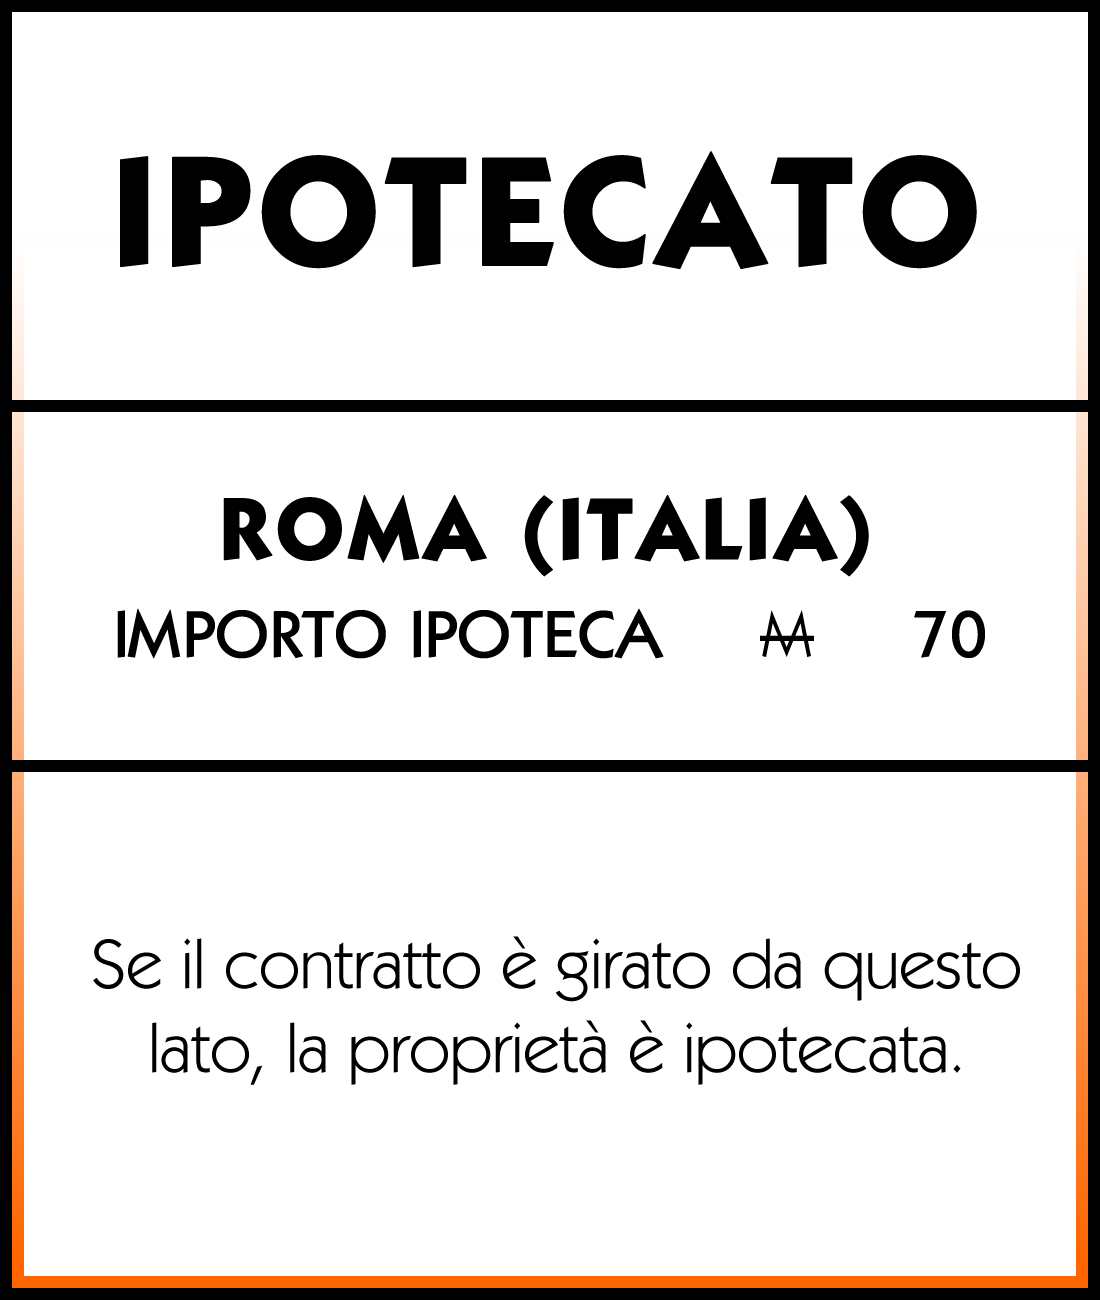 IPOTECATO
ROMA (ITALIA)
IMPORTO IPOTECA M 70
Se il contratto è girato da questo
lato, la proprietà è ipotecata.